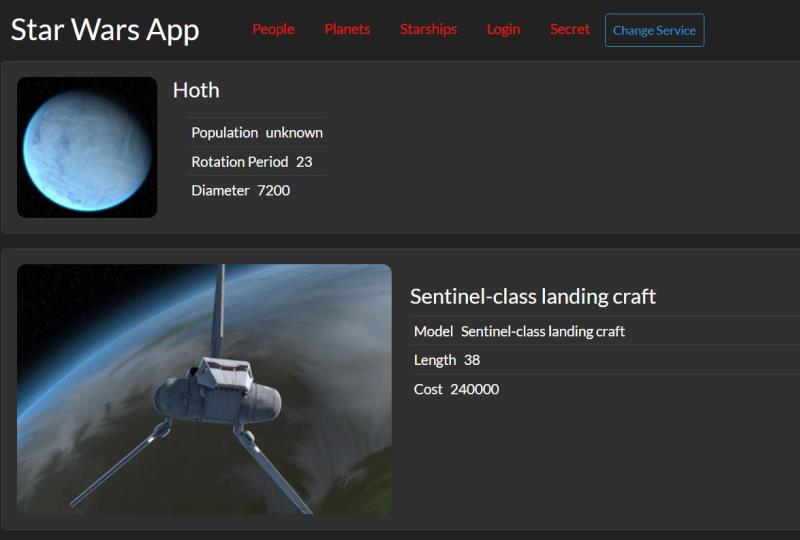 Star Wars App People Planets Starships Login Secret Change Service
Hoth
Population unknown
Rotation Period 23
Diameter 7200
Sentinel-class landing craft
Model Sentinel-class landing craft
Length 38
Cost 240000